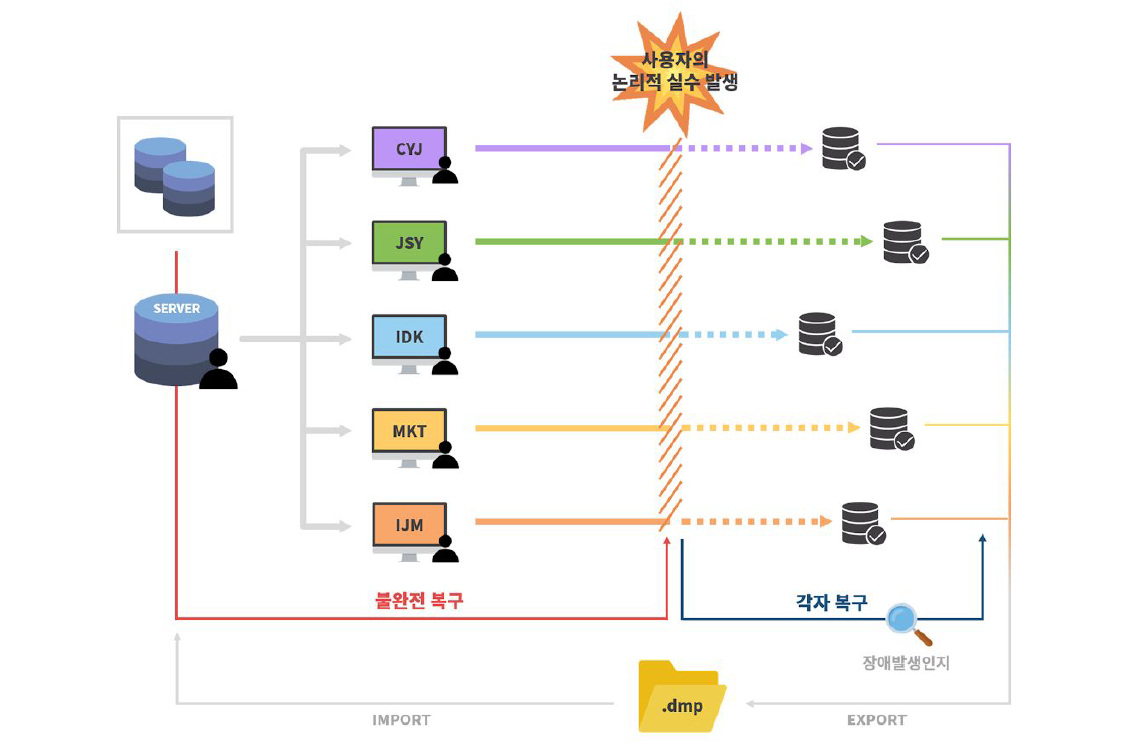 사용자의
논리적 실수 발생
CYJ
JSY
SERVER
IDK
MKT
IJM
불완전 복구
각자 복구
장애발생인지
.dmp
IMPORT
EXPORT